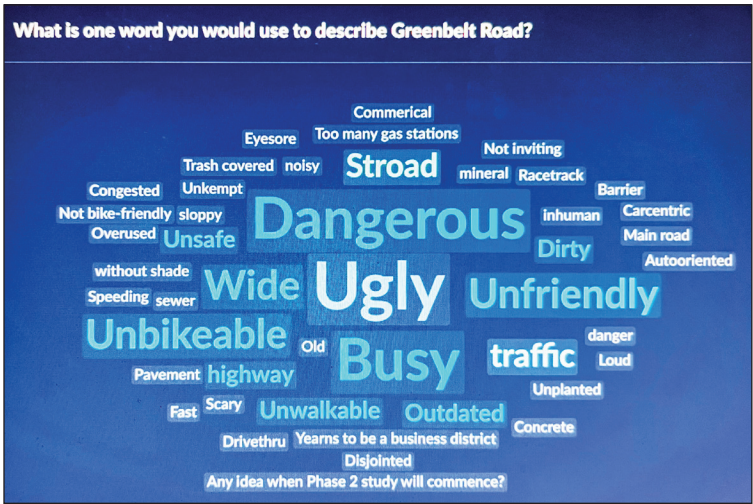 What is one word you would use to describe Greenbelt Road?
Commerical
Eyesore
Too many gas stations
Not inviting
Trash covered
noisy
Stroad
mineral
Racetrack
Congested
Unkempt
Barrier
Not bike-friendly
sloppy
Dangerous
inhuman
Carcentric
Overused
Unsafe
Dirty
Main road
Autooriented
without shade
Wide
Ugly
Unfriendly
Speeding
sewer
Unbikeable
Old
Busy
traffic
danger
Loud
Pavement
highway
Unplanted
Fast
Scary
Unwalkable
Outdated
Concrete
Drivethru
Yearns to be a business district
Disjointed
Any idea when Phase 2 study will commence?